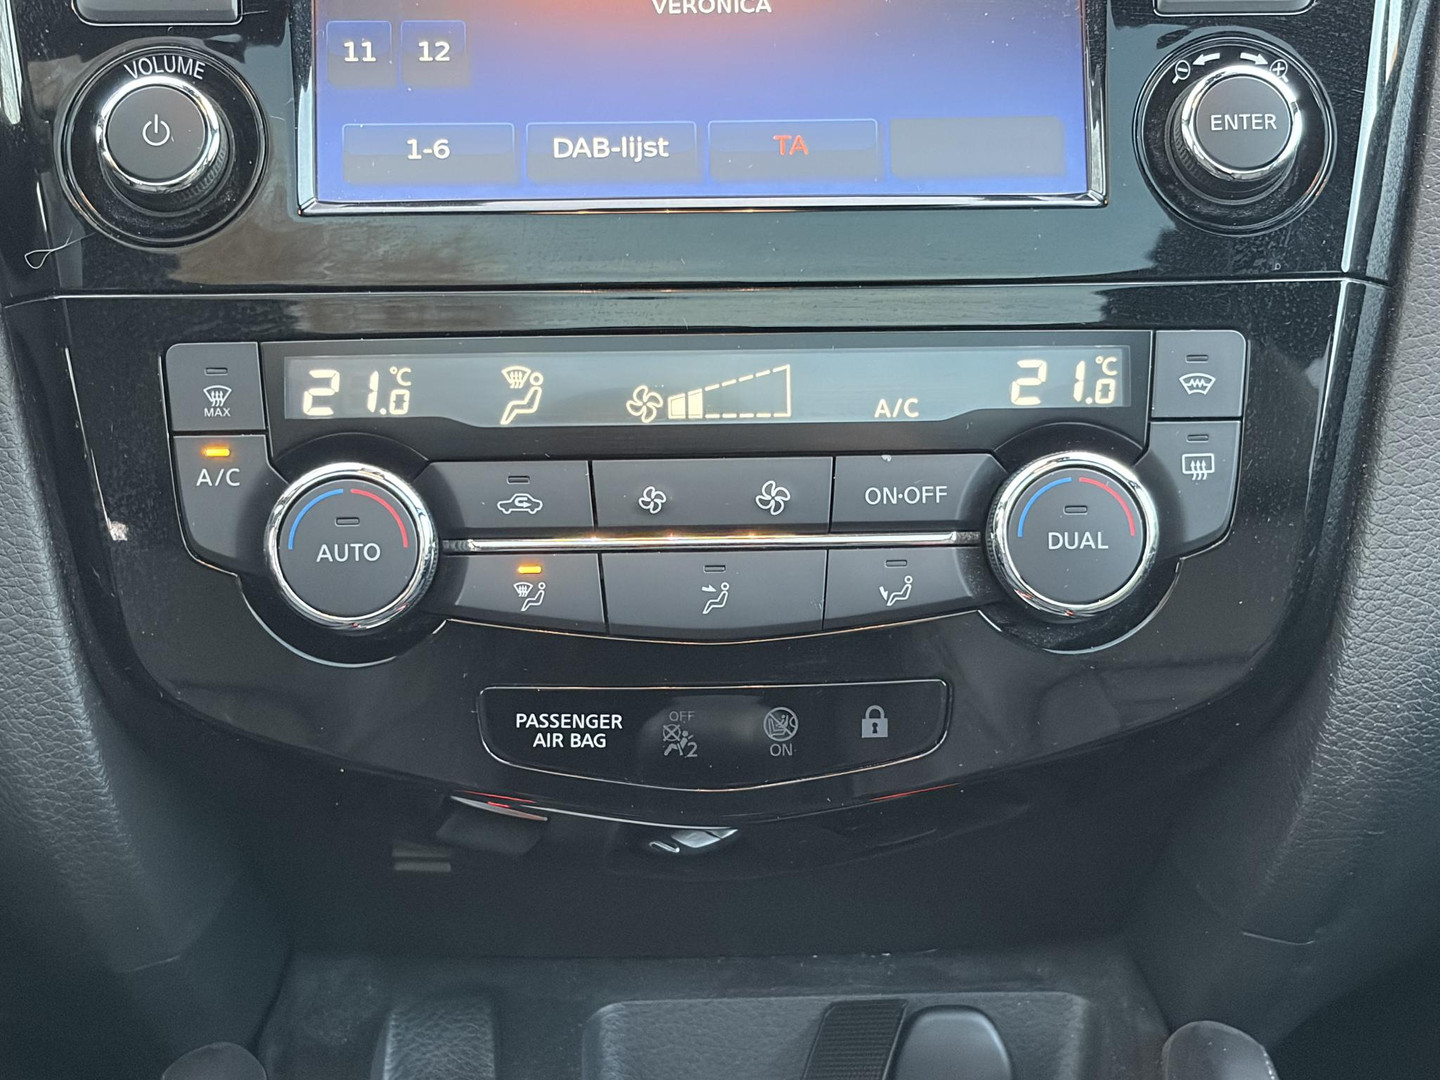 VERONICA
11 12
VOLUME
ENTER
1-6 DAB-lijst TA
21.0 °C 21.0 °C
MAX
A/C
A/C
ON·OFF
AUTO
DUAL
PASSENGER
AIR BAG
OFF
2
ON